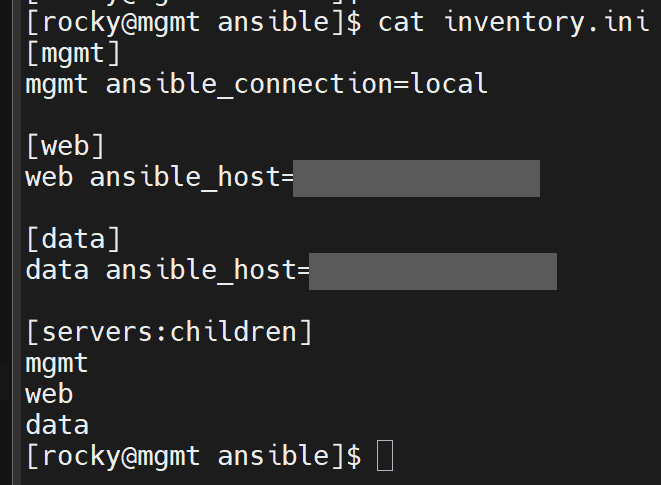 [rocky@mgmt ansible]$ cat inventory.ini
[mgmt]
mgmt ansible_connection=local

[web]
web ansible_host=

[data]
data ansible_host=

[servers:children]
mgmt
web
data
[rocky@mgmt ansible]$